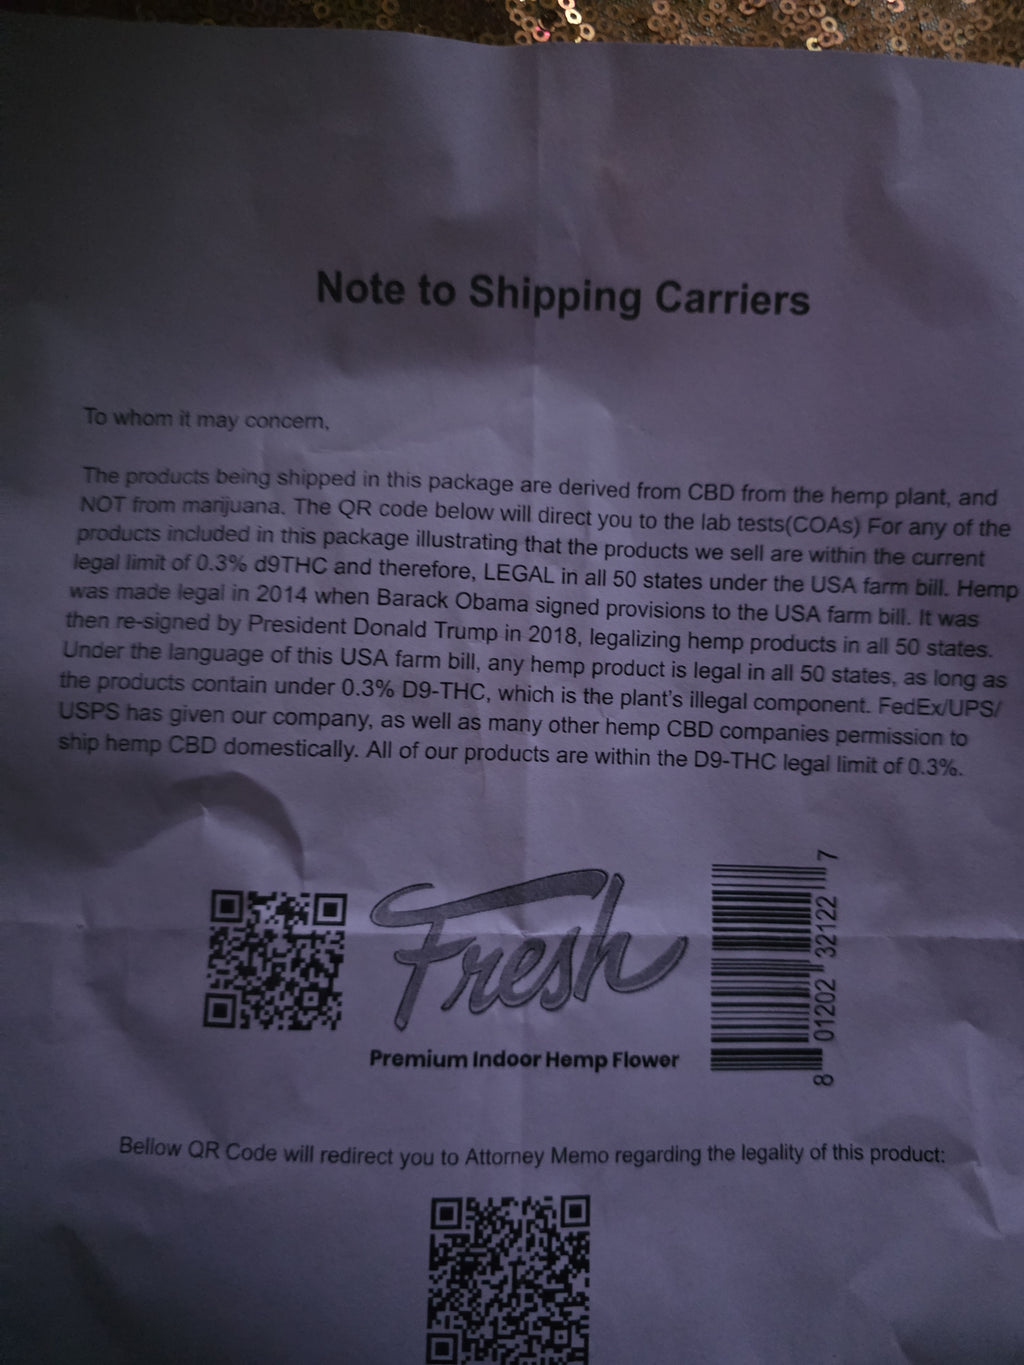 Note to Shipping Carriers
To whom it may concern,
The products being shipped in this package are derived from CBD from the hemp plant, and
NOT from marijuana. The QR code below will direct you to the lab tests(COAs) For any of the
products included in this package illustrating that the products we sell are within the current
legal limit of 0.3% d9THC and therefore, LEGAL in all 50 states under the USA farm bill. Hemp
was made legal in 2014 when Barack Obama signed provisions to the USA farm bill. It was
then re-signed by President Donald Trump in 2018, legalizing hemp products in all 50 states.
Under the language of this USA farm bill, any hemp product is legal in all 50 states, as long as
the products contain under 0.3% D9-THC, which is the plant's illegal component. FedEx/UPS/
USPS has given our company, as well as many other hemp CBD companies permission to
ship hemp CBD domestically. All of our products are within the D9-THC legal limit of 0.3%.
Fresh
Premium Indoor Hemp Flower
8 01202 32122 7
Bellow QR Code will redirect you to Attorney Memo regarding the legality of this product: